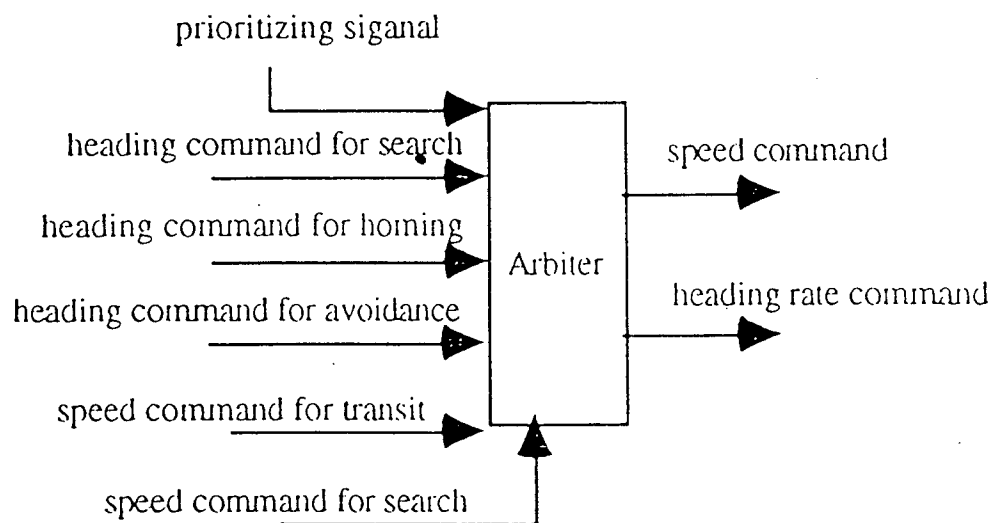 prioritizing siganal
heading command for search
speed command
heading command for homing
Arbiter
heading rate command
heading command for avoidance
speed command for transit
speed command for search